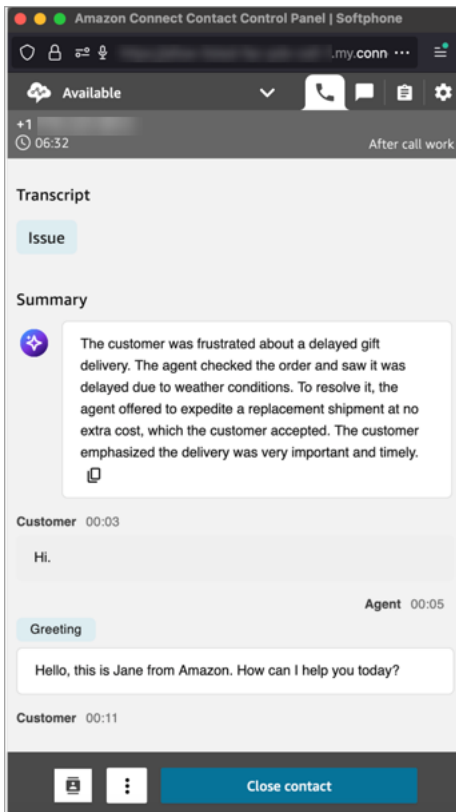 Amazon Connect Contact Control Panel | Softphone
.my.conn ...
Available
+1
06:32
After call work
Transcript
Issue
Summary
The customer was frustrated about a delayed gift
delivery. The agent checked the order and saw it was
delayed due to weather conditions. To resolve it, the
agent offered to expedite a replacement shipment at no
extra cost, which the customer accepted. The customer
emphasized the delivery was very important and timely.
Customer 00:03
Hi.
Agent 00:05
Greeting
Hello, this is Jane from Amazon. How can I help you today?
Customer 00:11
Close contact